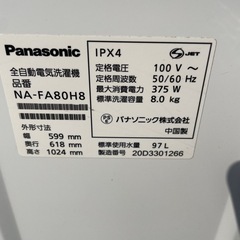 Panasonic
IPX4
JET
全自動電気洗濯機
品番
NA-FA80H8
定格電圧 100 V～
定格周波数 50/60 Hz
最大消費電力 375 W
標準洗濯容量 8.0 kg
パナソニック株式会社
中国製
外形寸法
幅 599 mm
奥行 618 mm
高さ 1024 mm
標準使用水量 97 L
製造番号 20D3301266